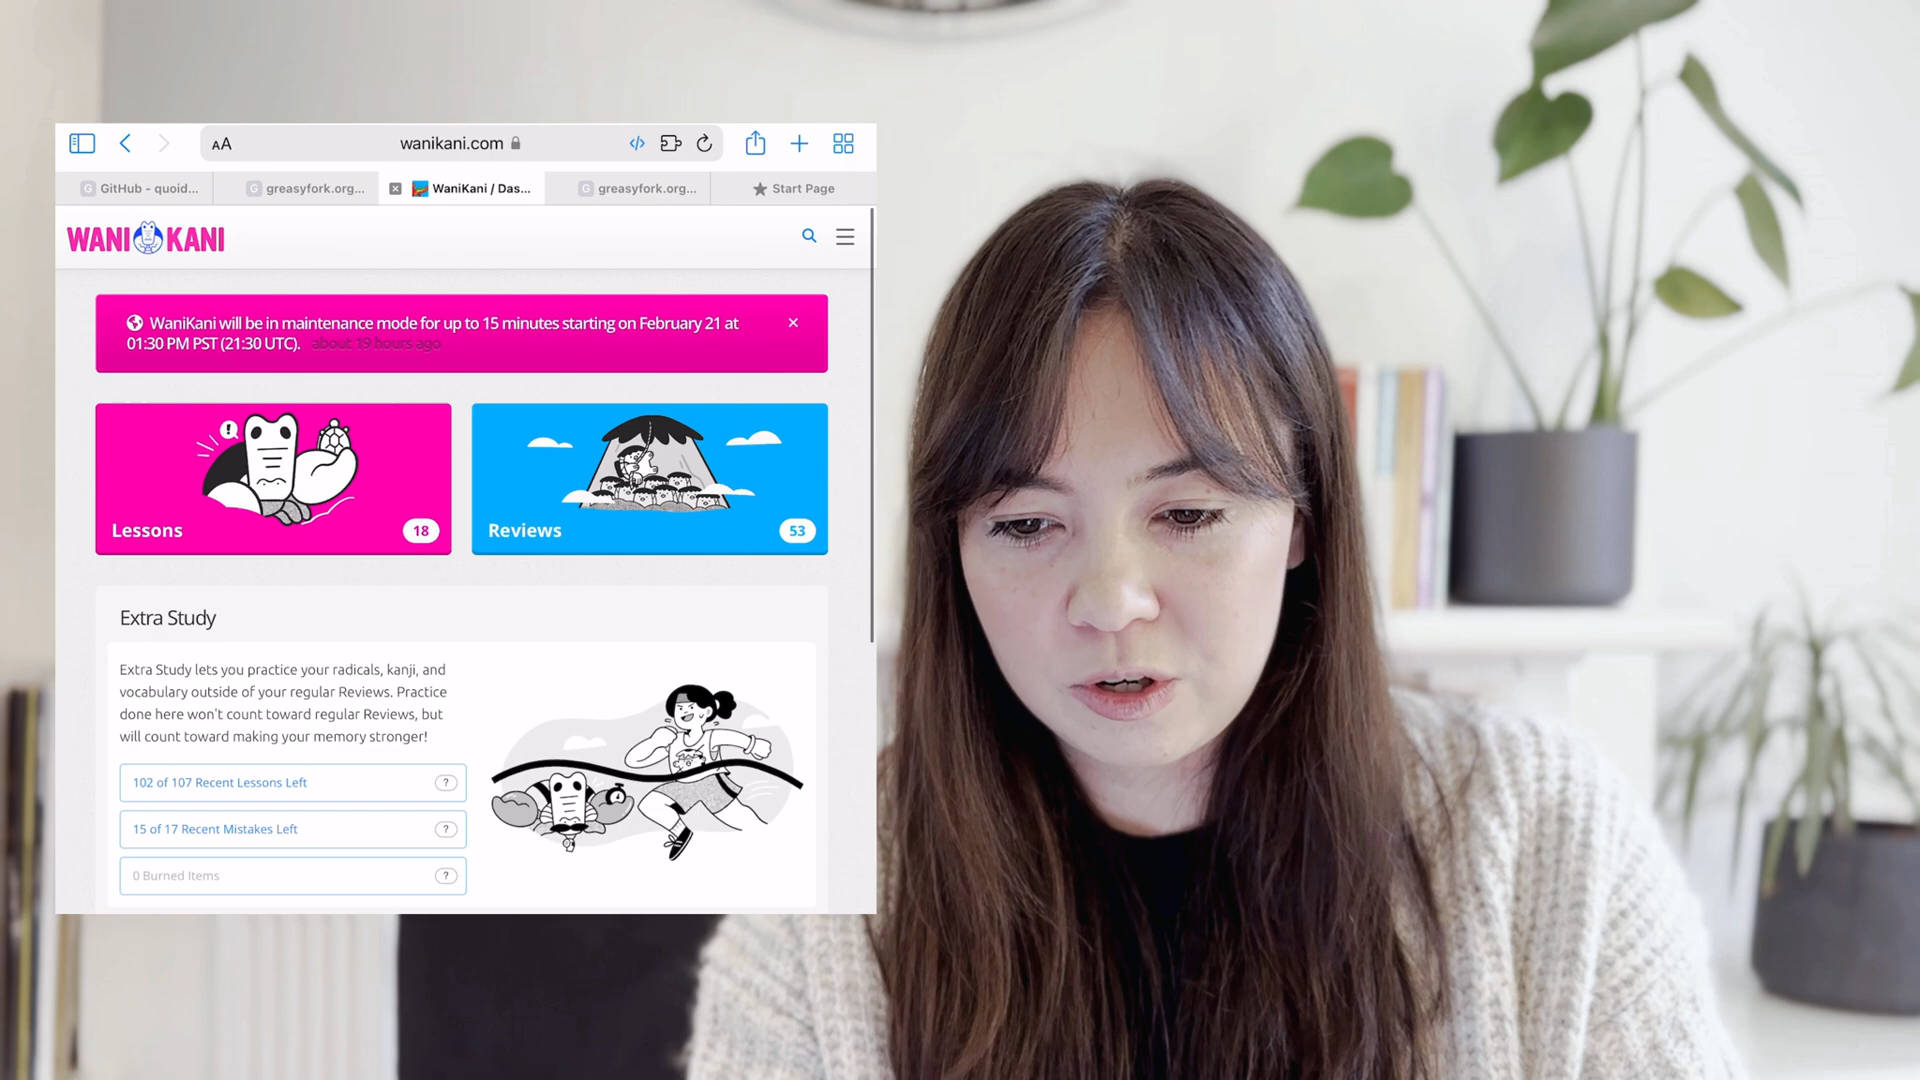 AA
wanikani.com
GitHub - quoid...
greasyfork.org...
WaniKani / Das...
greasyfork.org...
Start Page
WANI KANI
WaniKani will be in maintenance mode for up to 15 minutes starting on February 21 at
01:30 PM PST (21:30 UTC). about 19 hours ago
Lessons
18
Reviews
53
Extra Study
Extra Study lets you practice your radicals, kanji, and
vocabulary outside of your regular Reviews. Practice
done here won't count toward regular Reviews, but
will count toward making your memory stronger!
102 of 107 Recent Lessons Left ?
15 of 17 Recent Mistakes Left ?
0 Burned Items ?